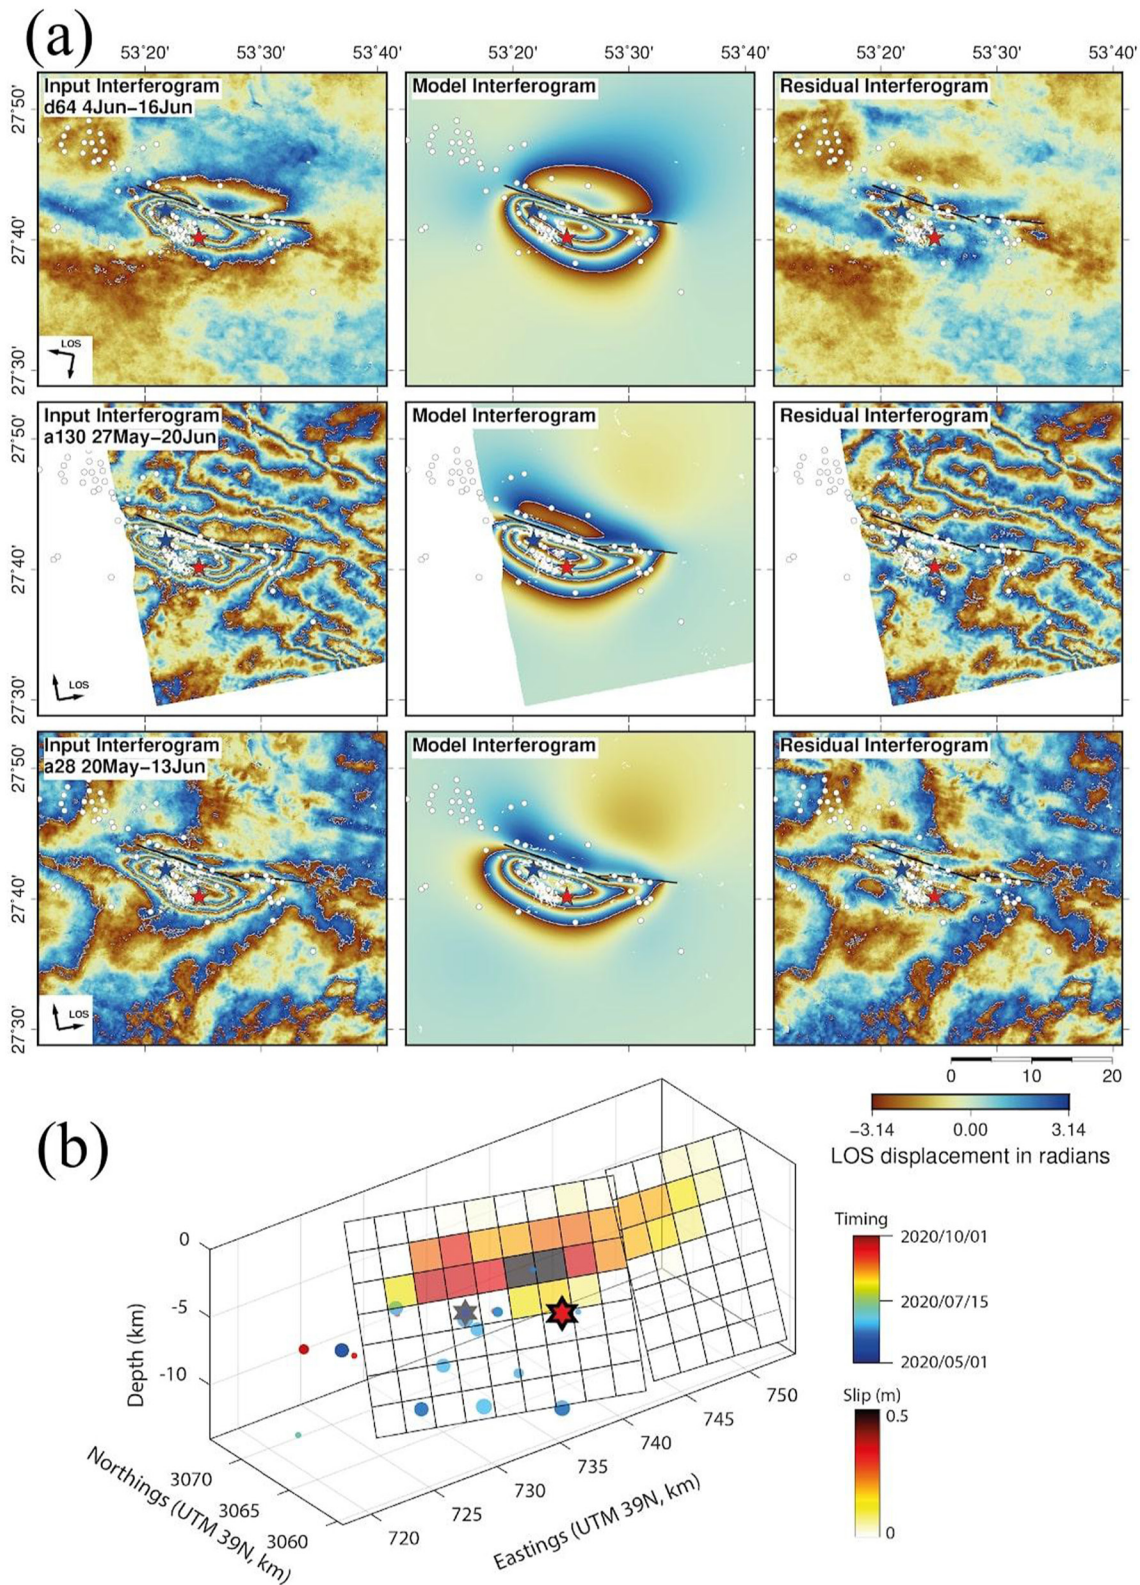 (a)
53°20' 53°30' 53°40' 53°20' 53°30' 53°40' 53°20' 53°30' 53°40'
27°50'
27°40'
27°30'
Input Interferogram
d64 4Jun−16Jun
LOS
Model Interferogram
Residual Interferogram
27°50'
27°40'
27°30'
Input Interferogram
a130 27May−20Jun
LOS
Model Interferogram
Residual Interferogram
27°50'
27°40'
27°30'
Input Interferogram
a28 20May−13Jun
LOS
Model Interferogram
Residual Interferogram
0 10 20
−3.14 0.00 3.14
LOS displacement in radians
(b)
0
-5
-10
Depth (km)
3070
3065
3060
Northings (UTM 39N, km)
720
725
730
735
740
745
750
Eastings (UTM 39N, km)
Timing
2020/10/01
2020/07/15
2020/05/01
Slip (m)
0.5
0